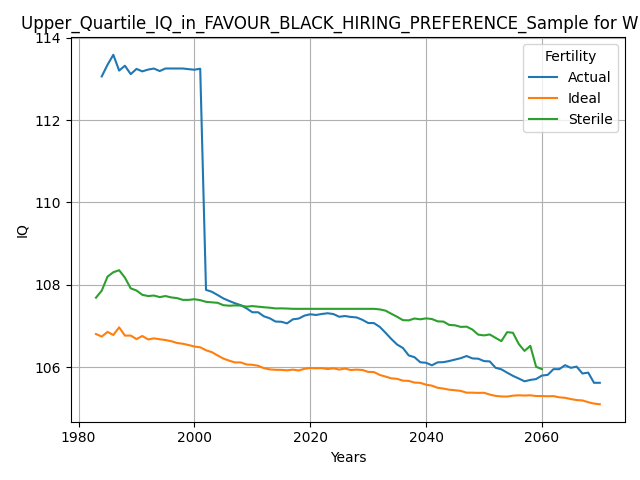 Upper_Quartile_IQ_in_FAVOUR_BLACK_HIRING_PREFERENCE_Sample for W
114
112
110
108
106
IQ
Fertility
Actual
Ideal
Sterile
1980
2000
2020
2040
2060
Years